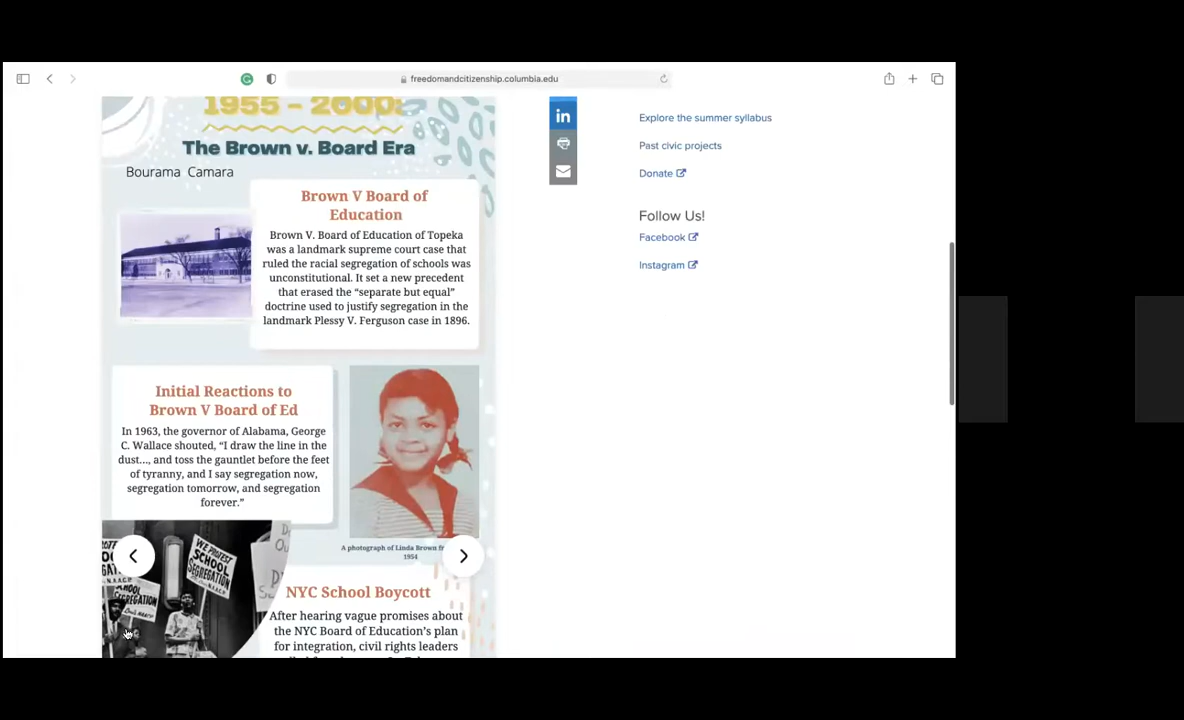 freedomandcitizenship.columbia.edu
1955 – 2000:
The Brown v. Board Era
Bourama Camara
Brown V Board of
Education
Brown V. Board of Education of Topeka
was a landmark supreme court case that
ruled the racial segregation of schools was
unconstitutional. It set a new precedent
that erased the “separate but equal”
doctrine used to justify segregation in the
landmark Plessy V. Ferguson case in 1896.
Initial Reactions to
Brown V Board of Ed
In 1963, the governor of Alabama, George
C. Wallace shouted, “I draw the line in the
dust..., and toss the gauntlet before the feet
of tyranny, and I say segregation now,
segregation tomorrow, and segregation
forever.”
A photograph of Linda Brown
1954
WE PROTEST
SCHOOL
SEGREGATION
SCHOOL
NYC School Boycott
After hearing vague promises about
the NYC Board of Education’s plan
for integration, civil rights leaders
in
Explore the summer syllabus
Past civic projects
Donate
Follow Us!
Facebook
Instagram